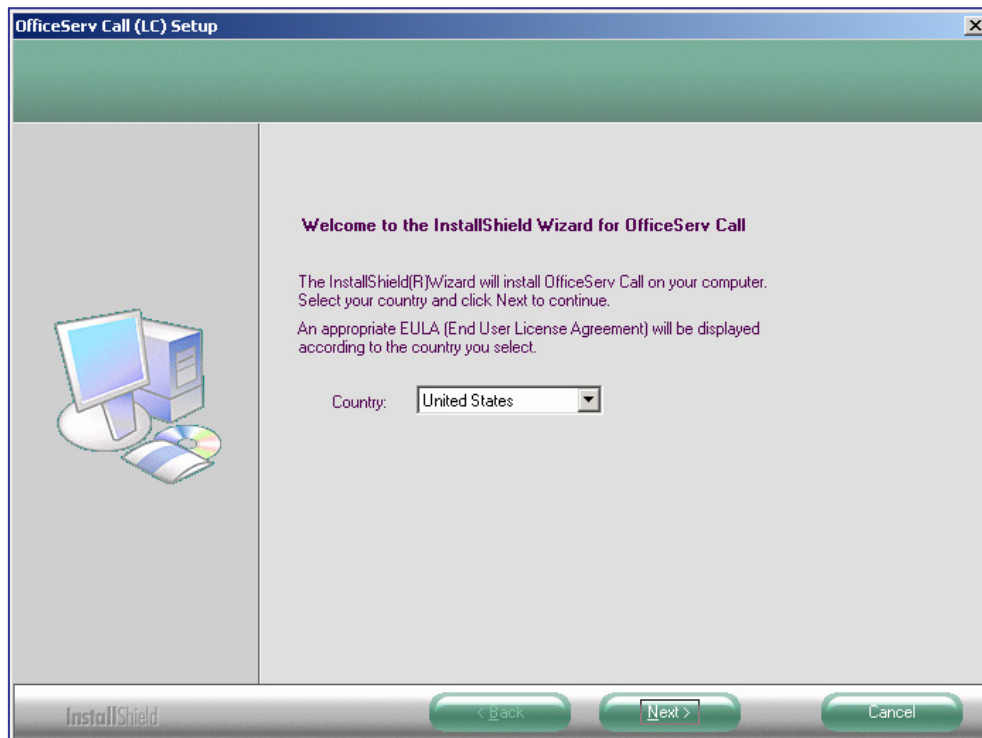 OfficeServ Call (LC) Setup
Welcome to the InstallShield Wizard for OfficeServ Call
The InstallShield(R)Wizard will install OfficeServ Call on your computer.
Select your country and click Next to continue.
An appropriate EULA (End User License Agreement) will be displayed
according to the country you select.
Country: United States
InstallShield < Back Next > Cancel